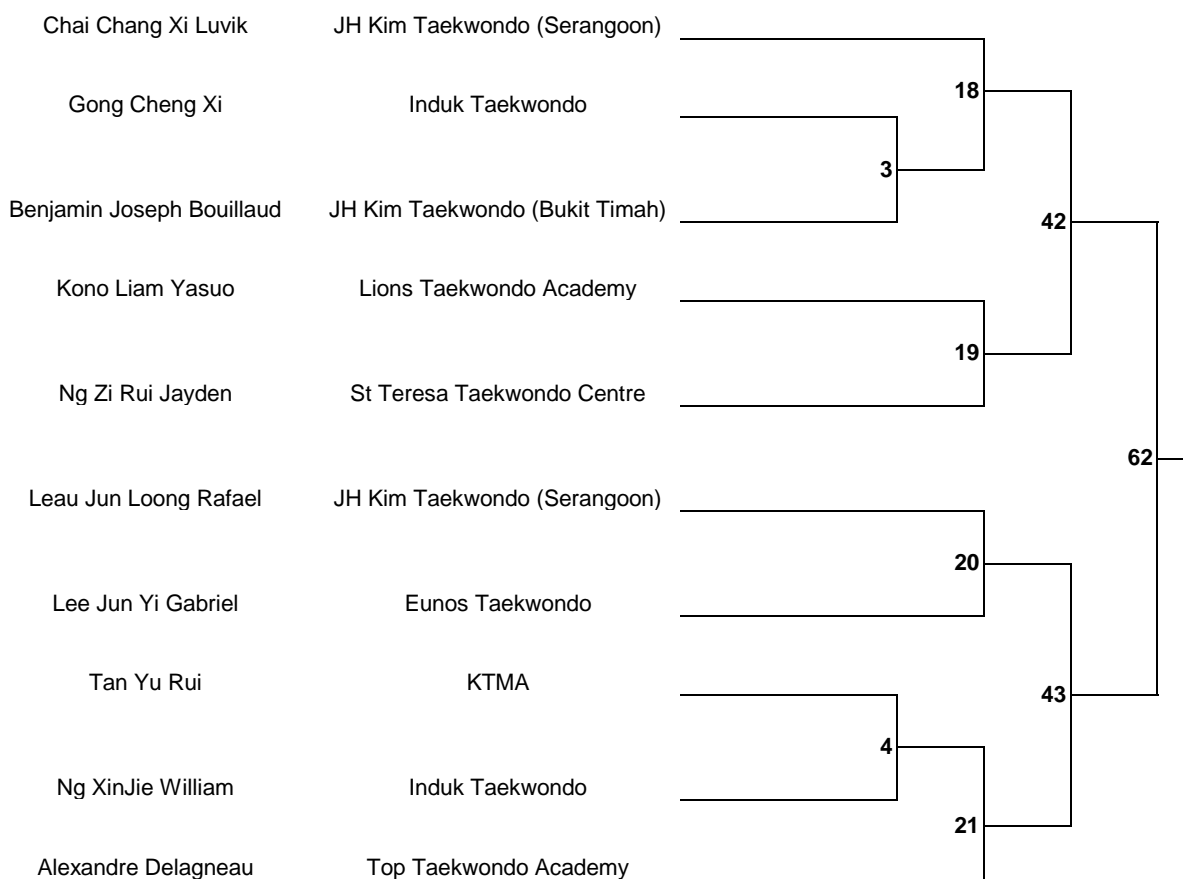 Chai Chang Xi Luvik JH Kim Taekwondo (Serangoon)
18
Gong Cheng Xi Induk Taekwondo
3
Benjamin Joseph Bouillaud JH Kim Taekwondo (Bukit Timah)
42
Kono Liam Yasuo Lions Taekwondo Academy
19
Ng Zi Rui Jayden St Teresa Taekwondo Centre
62
Leau Jun Loong Rafael JH Kim Taekwondo (Serangoon)
20
Lee Jun Yi Gabriel Eunos Taekwondo
Tan Yu Rui KTMA
43
4
Ng XinJie William Induk Taekwondo
21
Alexandre Delagneau Top Taekwondo Academy